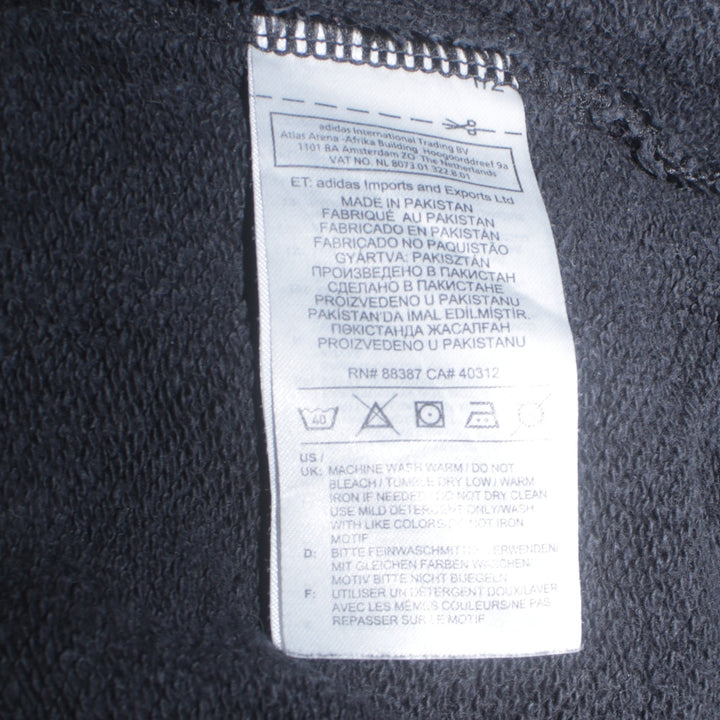 adidas International Trading BV
Atlas Arena -Afrika Building Hoogoorddreef 9a
1101 BA Amsterdam ZO The Netherlands
VAT NO. NL 8073.01.322.B.01
ET: adidas Imports and Exports Ltd
MADE IN PAKISTAN
FABRIQUÉ AU PAKISTAN
FABRICADO EN PAKISTÁN
FABRICADO NO PAQUISTÃO
GYÁRTVA: PAKISZTÁN
ПРОИЗВЕДЕНО В ПАКИСТАН
СДЕЛАНО В ПАКИСТАНЕ
PROIZVEDENO U PAKISTANU
PAKISTAN'DA IMAL EDİLMİŞTİR.
ПӘКІСТАНДА ЖАСАЛҒАН
PROIZVEDENO U PAKISTANU
RN# 88387 CA# 40312
40
US /
UK: MACHINE WASH WARM / DO NOT
BLEACH / TUMBLE DRY LOW / WARM
IRON IF NEEDED / DO NOT DRY CLEAN
USE MILD DETERGENT ONLY/WASH
WITH LIKE COLORS/DO NOT IRON
MOTIF
D: BITTE FEINWASCHMITTEL VERWENDEN/
MIT GLEICHEN FARBEN WASCHEN/
MOTIV BITTE NICHT BUEGELN
F: UTILISER UN DETERGENT DOUX/LAVER
AVEC LES MÊMES COULEURS/NE PAS
REPASSER SUR LE MOTIF